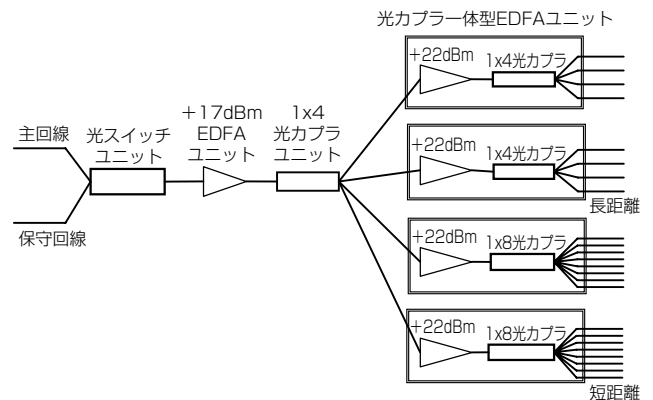 光カプラ一体型EDFAユニット
+22dBm
1x4光カプラ
主回線
光スイッチ
ユニット
+17dBm
EDFA
ユニット
1x4
光カプラ
ユニット
+22dBm
1x4光カプラ
長距離
保守回線
+22dBm
1x8光カプラ
+22dBm
1x8光カプラ
短距離